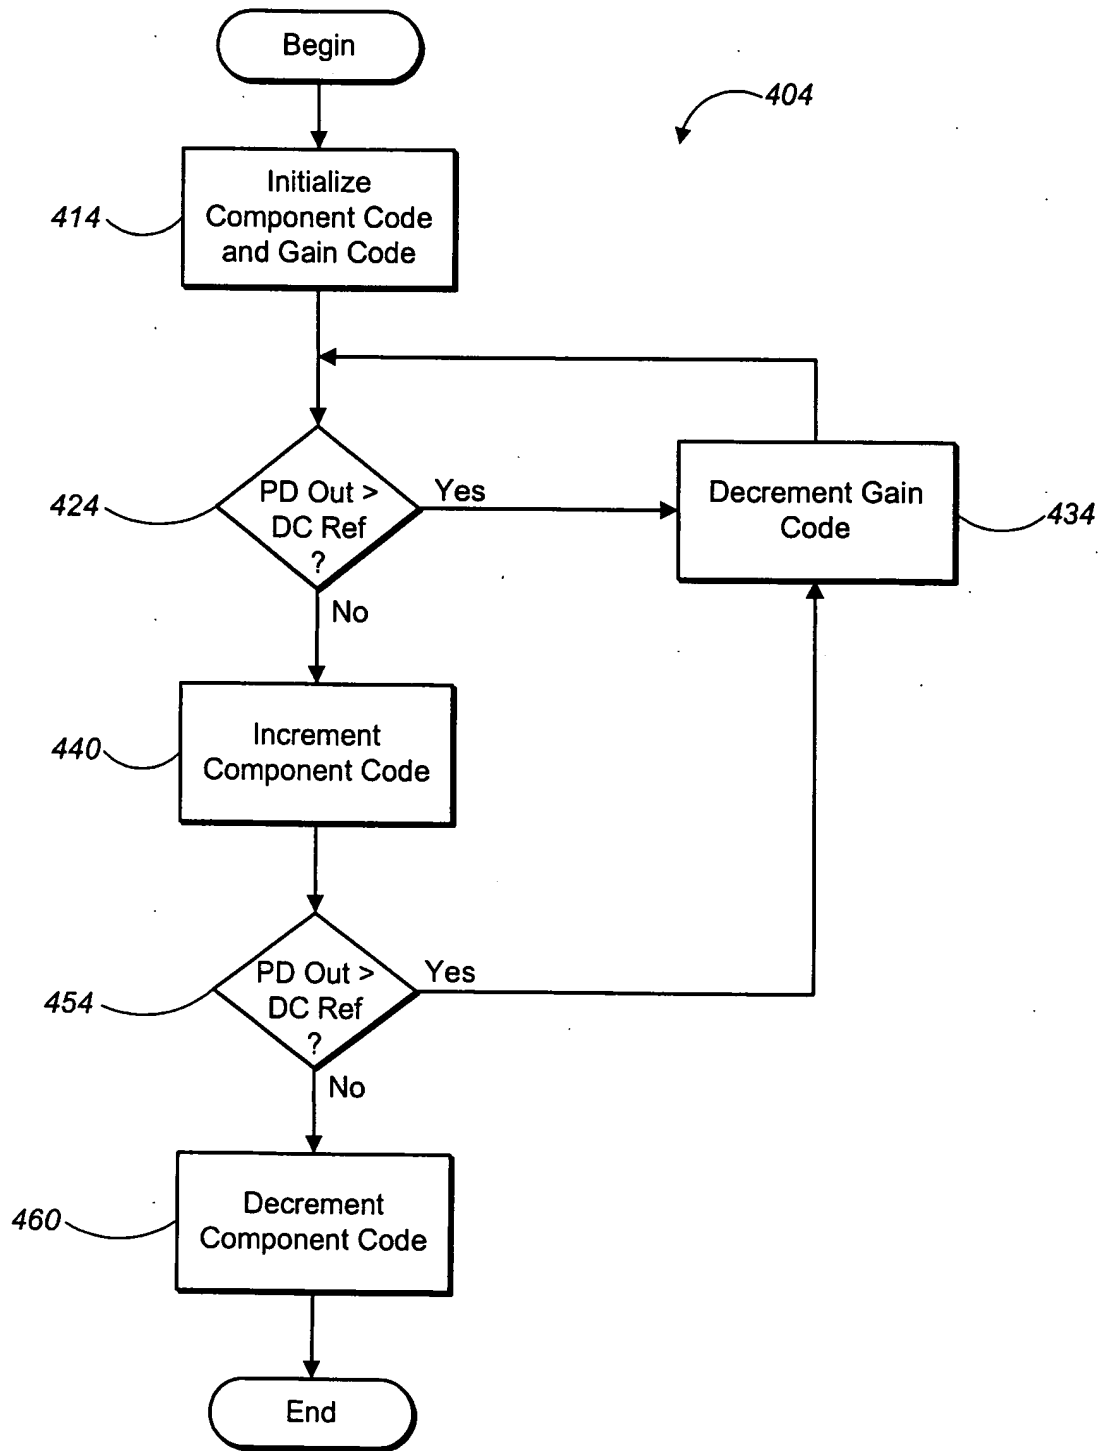 Begin
404
Initialize
Component Code
and Gain Code
414
PD Out >
DC Ref
?
424
Yes
No
Decrement Gain
Code
434
Increment
Component Code
440
PD Out >
DC Ref
?
454
Yes
No
Decrement
Component Code
460
End